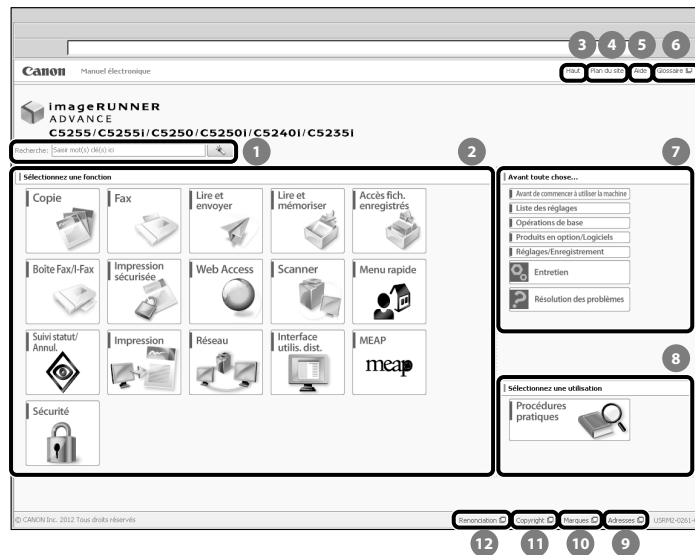 3 4 5 6
Canon Manuel électronique
Haut Plan du site Aide Glossaire
imageRUNNER
ADVANCE
C5255/C5255i/C5250/C5250i/C5240i/C5235i
Recherche: Saisir mot(s) clé(s) ici
1
2
Sélectionnez une fonction
Copie
Fax
Lire et
envoyer
Lire et
mémoriser
Accès fich.
enregistrés
Boîte Fax/I-Fax
Impression
sécurisée
Web Access
Scanner
Menu rapide
Suivi statut/
Annul.
Impression
Réseau
Interface
utilis. dist.
MEAP
meap
Sécurité
7
Avant toute chose...
Avant de commencer à utiliser la machine
Liste des réglages
Opérations de base
Produits en option/Logiciels
Réglages/Enregistrement
Entretien
Résolution des problèmes
8
Sélectionnez une utilisation
Procédures
pratiques
© CANON Inc. 2012 Tous droits réservés
Renonciation Copyright Marques Adresses USRM2-0261-
12 11 10 9